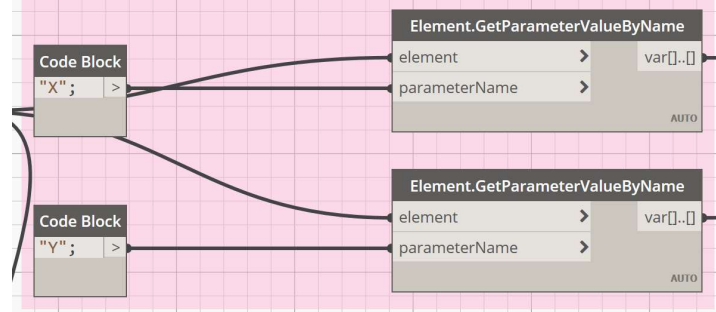 Element.GetParameterValueByName
Code Block
element > var[]..[]
"X"; >
parameterName >
AUTO
Element.GetParameterValueByName
Code Block
element > var[]..[]
"Y"; >
parameterName >
AUTO